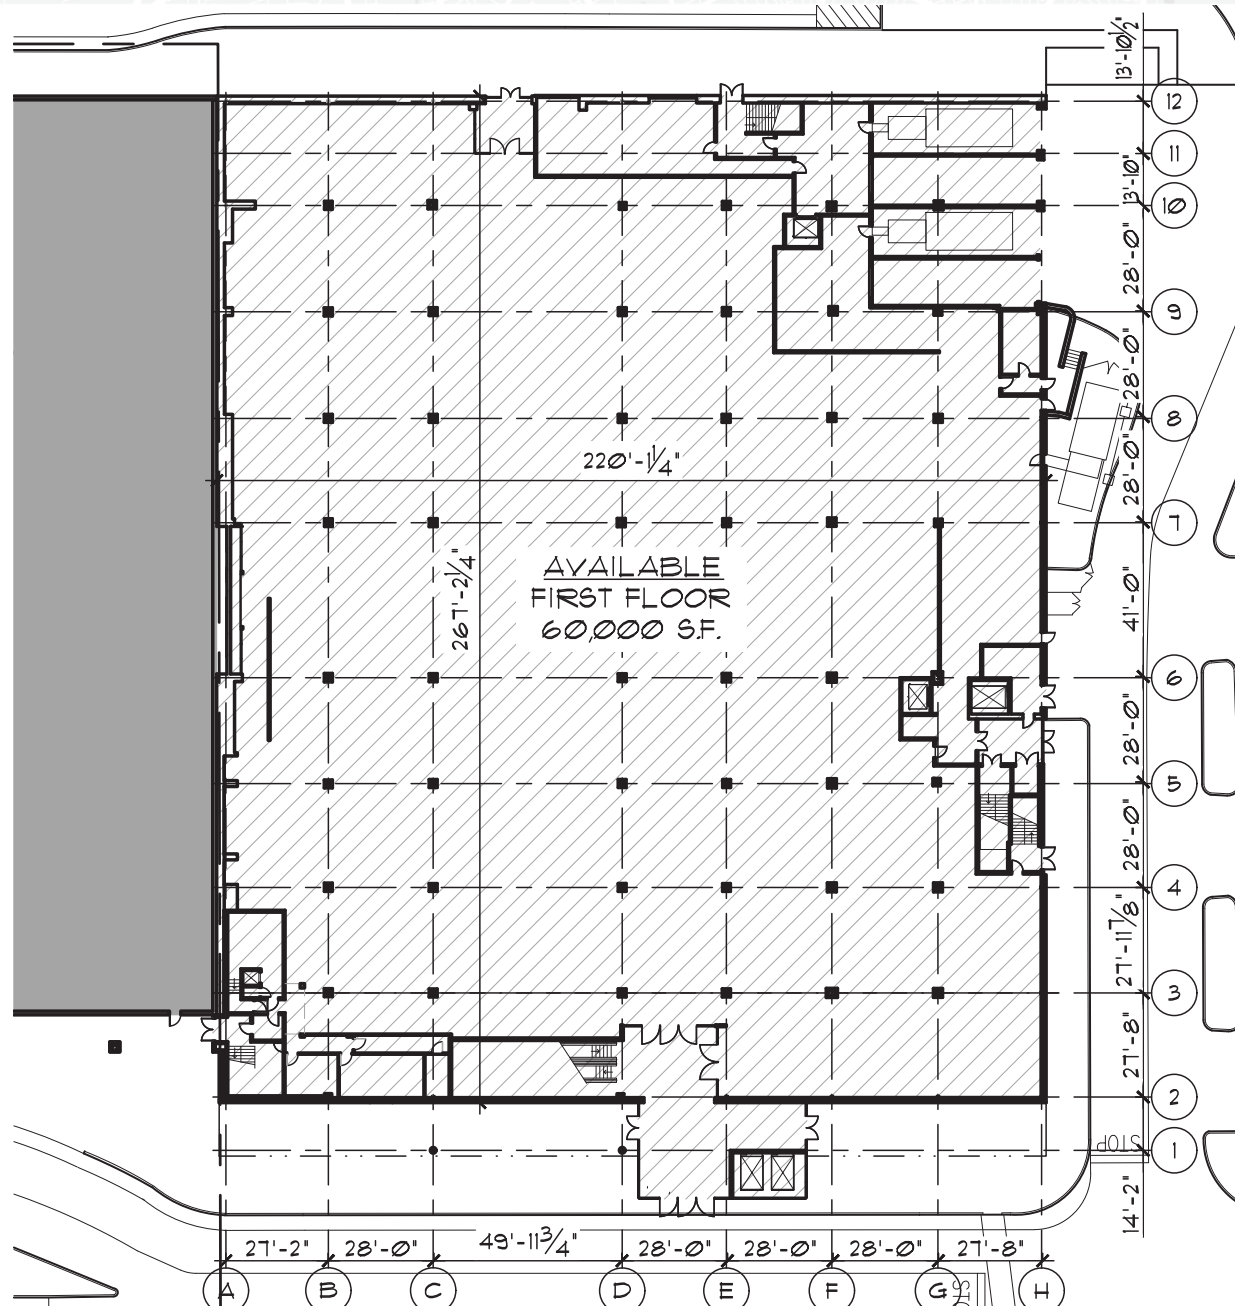 13'-10½"
12
11
13'-10"
10
28'-0"
9
28'-0"
8
220'-1¼"
28'-0"
7
267'-2¼"
AVAILABLE
FIRST FLOOR
60,000 S.F.
41'-0"
6
28'-0"
5
28'-0"
4
27'-11⅞"
3
27'-8"
2
STOP
1
14'-2"
27'-2"
28'-0"
49'-11¾"
28'-0"
28'-0"
28'-0"
27'-8"
A
B
C
D
E
F
G
H